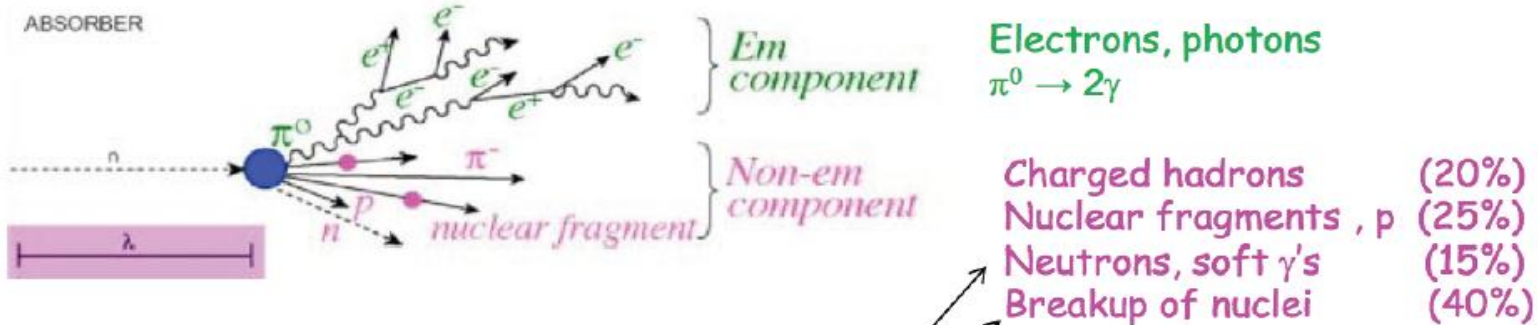 ABSORBER
e⁺ e⁻ e⁻
e⁻ e⁻ e⁺
π⁰
n
π⁻
p
n nuclear fragment
λ
Em
component
Non-em
component
Electrons, photons
π⁰ → 2γ
Charged hadrons (20%)
Nuclear fragments , p (25%)
Neutrons, soft γ's (15%)
Breakup of nuclei (40%)